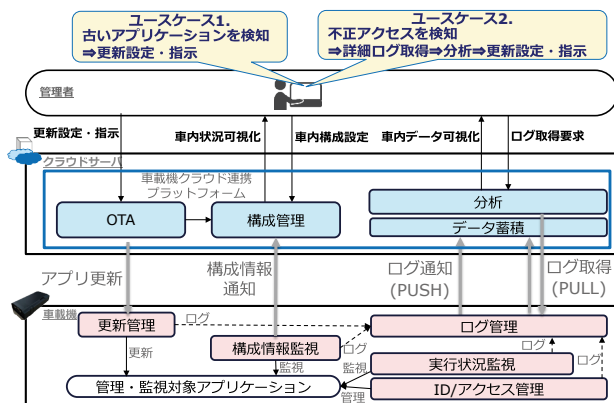 ユースケース1.
古いアプリケーションを検知
⇒更新設定・指示
ユースケース2.
不正アクセスを検知
⇒詳細ログ取得⇒分析⇒更新設定・指示
管理者
更新設定・指示
車内状況可視化
車内構成設定
車内データ可視化
ログ取得要求
クラウドサーバ
車載機クラウド連携
プラットフォーム
OTA
構成管理
分析
データ蓄積
アプリ更新
構成情報
通知
ログ通知
(PUSH)
ログ取得
(PULL)
車載機
更新管理
ログ
ログ管理
更新
構成情報監視
ログ
監視
監視
実行状況監視
ログ
ログ
管理・監視対象アプリケーション
管理
ID/アクセス管理